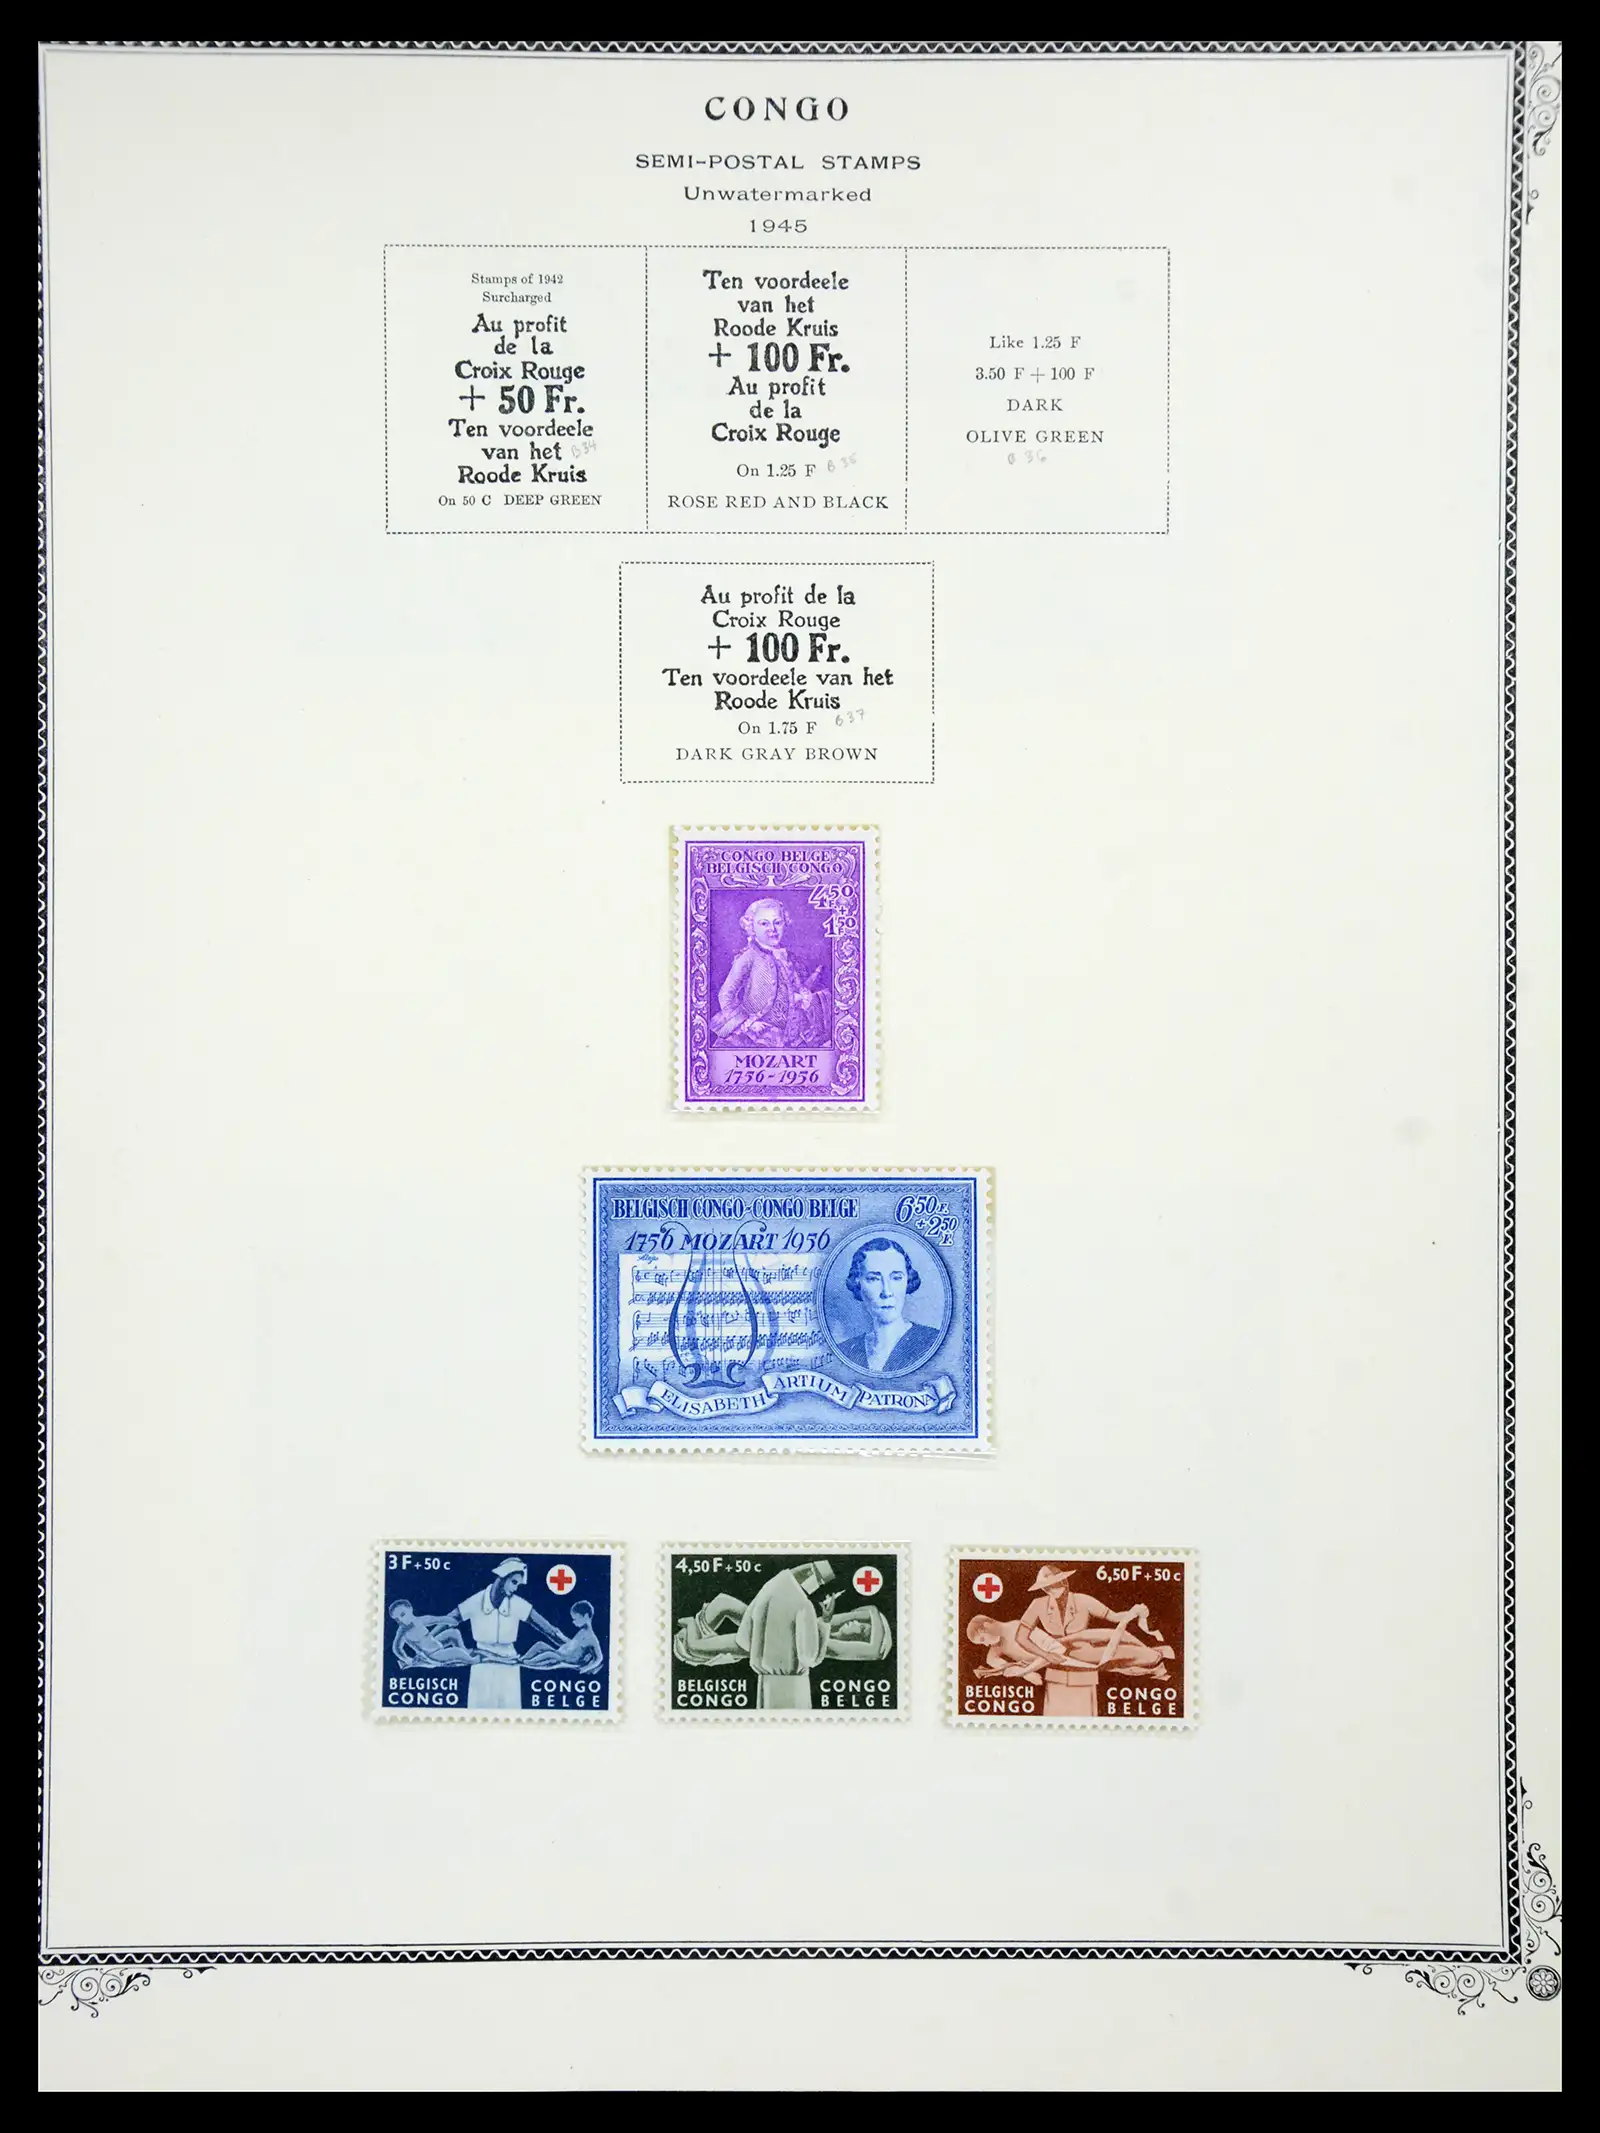 CONGO
SEMI-POSTAL STAMPS
Unwatermarked
1945
Stamps of 1942
Surcharged
Au profit
de la
Croix Rouge
+ 50 Fr.
Ten voordeele
van het
B34
Roode Kruis
On 50 C DEEP GREEN
Ten voordeele
van het
Roode Kruis
+ 100 Fr.
Au profit
de la
Croix Rouge
On 1.25 F
B 35
ROSE RED AND BLACK
Like 1.25 F
3.50 F + 100 F
DARK
OLIVE GREEN
B 36
Au profit de la
Croix Rouge
+ 100 Fr.
Ten voordeele van het
Roode Kruis
On 1.75 F
B37
DARK GRAY BROWN
CONGO BELGE
BELGISCH CONGO
4.50 F
+
1.50 F
MOZART
1756-1956
BELGISCH CONGO-CONGO BELGE
6.50 F.
+2.50 F.
1756 MOZART 1956
ELISABETH ARTIUM PATRONA
3F+50c
BELGISCH
CONGO
CONGO
BELGE
4,50F+50c
BELGISCH
CONGO
CONGO
BELGE
6,50F+50c
BELGISCH
CONGO
CONGO
BELGE